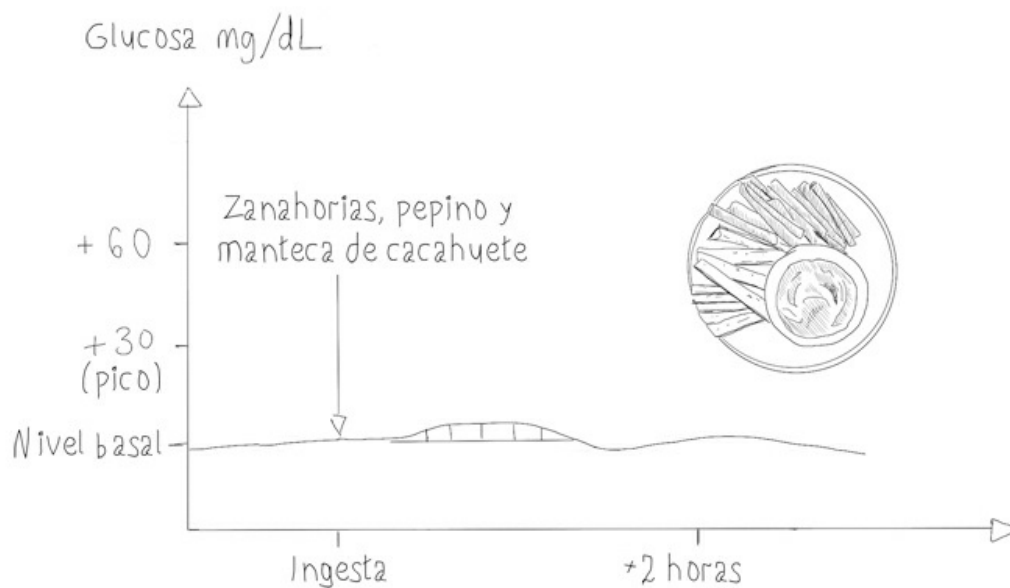 Glucosa mg/dL
Zanahorias, pepino y
manteca de cacahuete
+ 60
+30
(pico)
Nivel basal
Ingesta
+2 horas